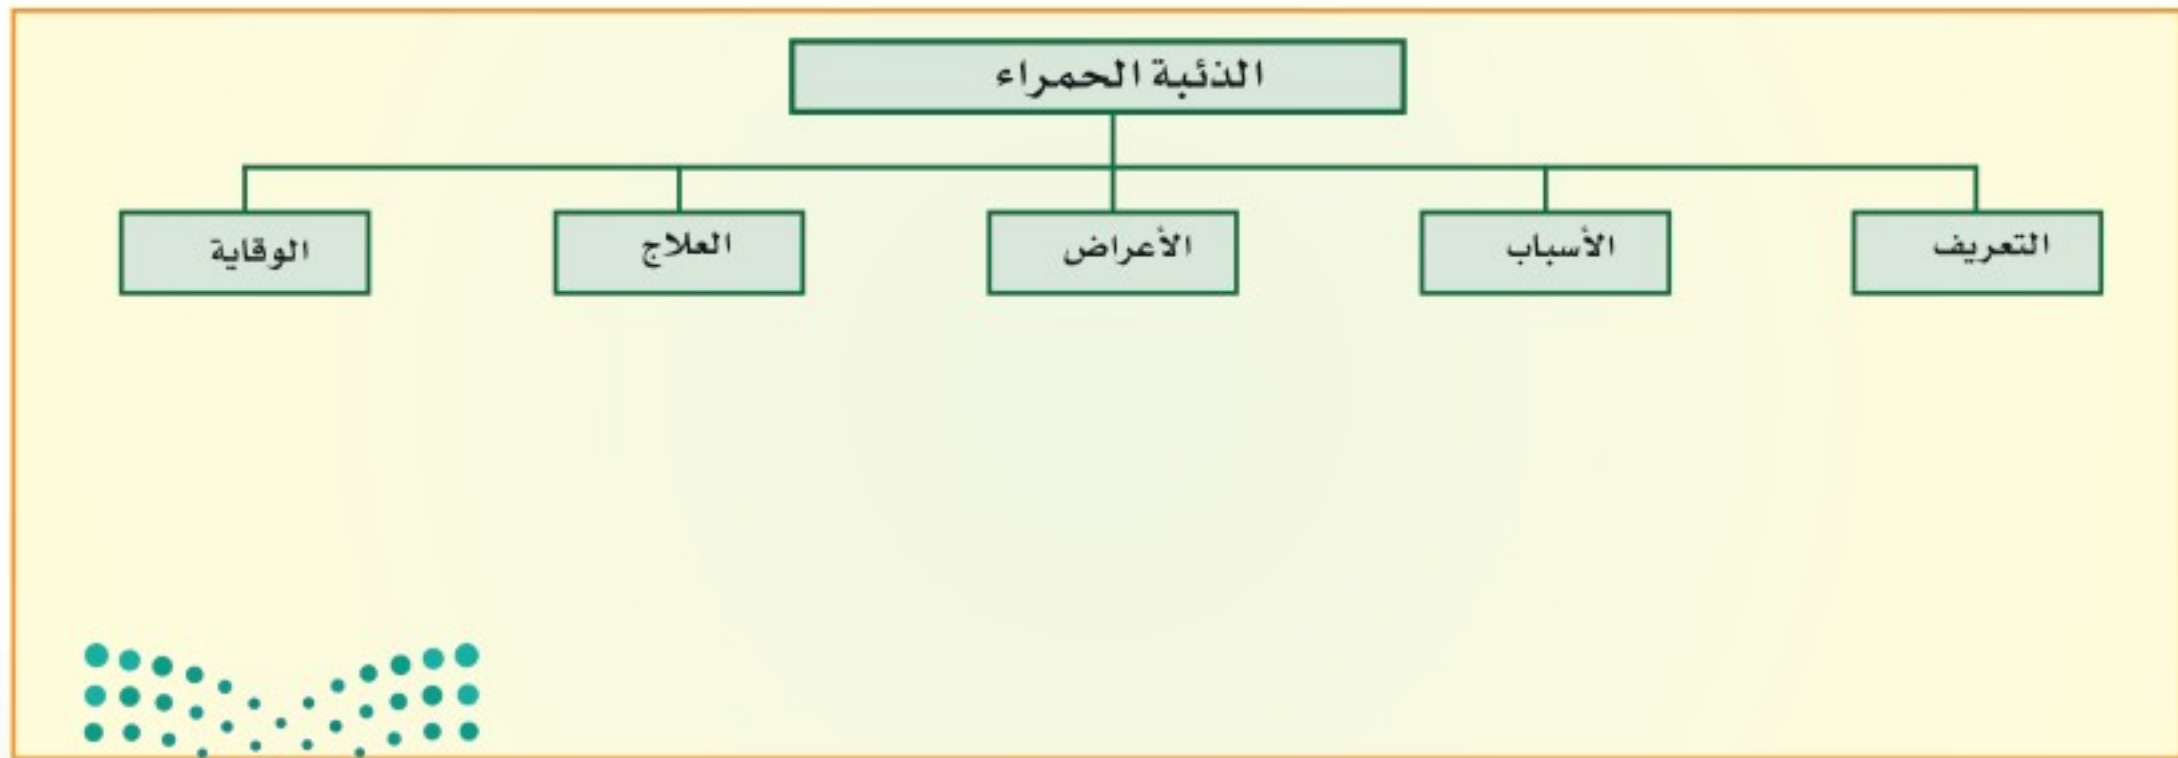 الذئبة الحمراء
التعريف
الأسباب
الأعراض
العلاج
الوقاية